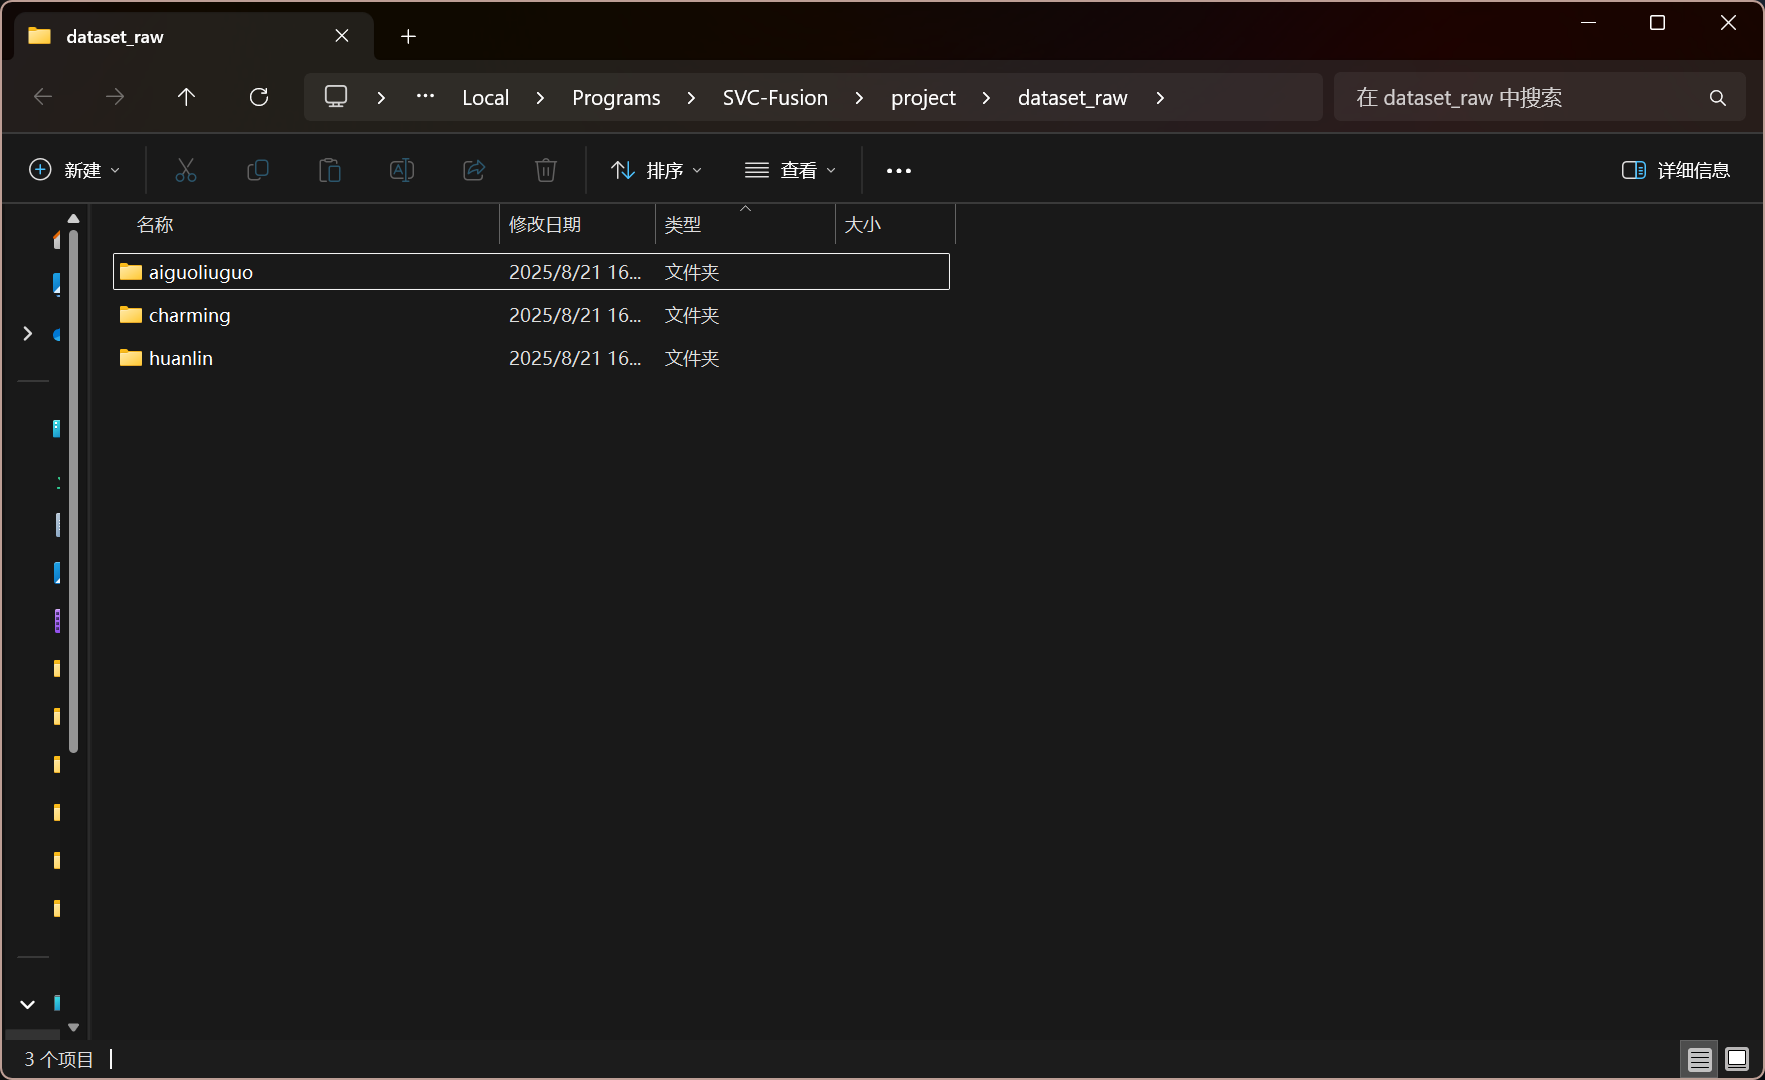 dataset_raw
Local
Programs
SVC-Fusion
project
dataset_raw
在 dataset_raw 中搜索
新建
排序
查看
详细信息
名称 修改日期 类型 大小
aiguoliuguo 2025/8/21 16... 文件夹
charming 2025/8/21 16... 文件夹
huanlin 2025/8/21 16... 文件夹
3 个项目